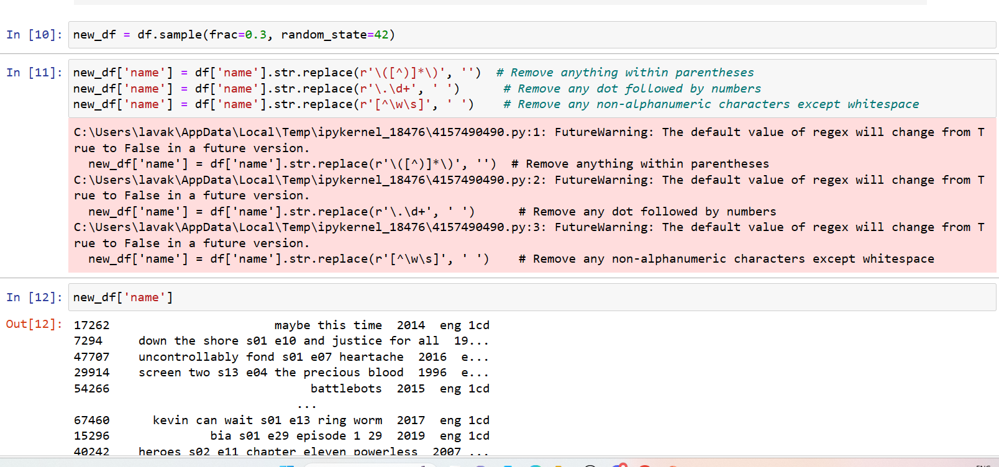 In [10]: new_df = df.sample(frac=0.3, random_state=42)
In [11]: new_df['name'] = df['name'].str.replace(r'\([^)]*\)', '')  # Remove anything within parentheses
new_df['name'] = df['name'].str.replace(r'\.\d+', ' ')      # Remove any dot followed by numbers
new_df['name'] = df['name'].str.replace(r'[^\w\s]', ' ')    # Remove any non-alphanumeric characters except whitespace
C:\Users\lavak\AppData\Local\Temp\ipykernel_18476\4157490490.py:1: FutureWarning: The default value of regex will change from T
rue to False in a future version.
  new_df['name'] = df['name'].str.replace(r'\([^)]*\)', '')  # Remove anything within parentheses
C:\Users\lavak\AppData\Local\Temp\ipykernel_18476\4157490490.py:2: FutureWarning: The default value of regex will change from T
rue to False in a future version.
  new_df['name'] = df['name'].str.replace(r'\.\d+', ' ')      # Remove any dot followed by numbers
C:\Users\lavak\AppData\Local\Temp\ipykernel_18476\4157490490.py:3: FutureWarning: The default value of regex will change from T
rue to False in a future version.
  new_df['name'] = df['name'].str.replace(r'[^\w\s]', ' ')    # Remove any non-alphanumeric characters except whitespace
In [12]: new_df['name']
Out[12]: 17262                       maybe this time  2014  eng 1cd
7294     down the shore s01 e10 and justice for all  19...
47707    uncontrollably fond s01 e07 heartache  2016  e...
29914    screen two s13 e04 the precious blood  1996  e...
54266                            battlebots  2015  eng 1cd
...
67460      kevin can wait s01 e13 ring worm  2017  eng 1cd
15296              bia s01 e29 episode 1 29  2019  eng 1cd
40242    heroes s02 e11 chapter eleven powerless  2007 ...